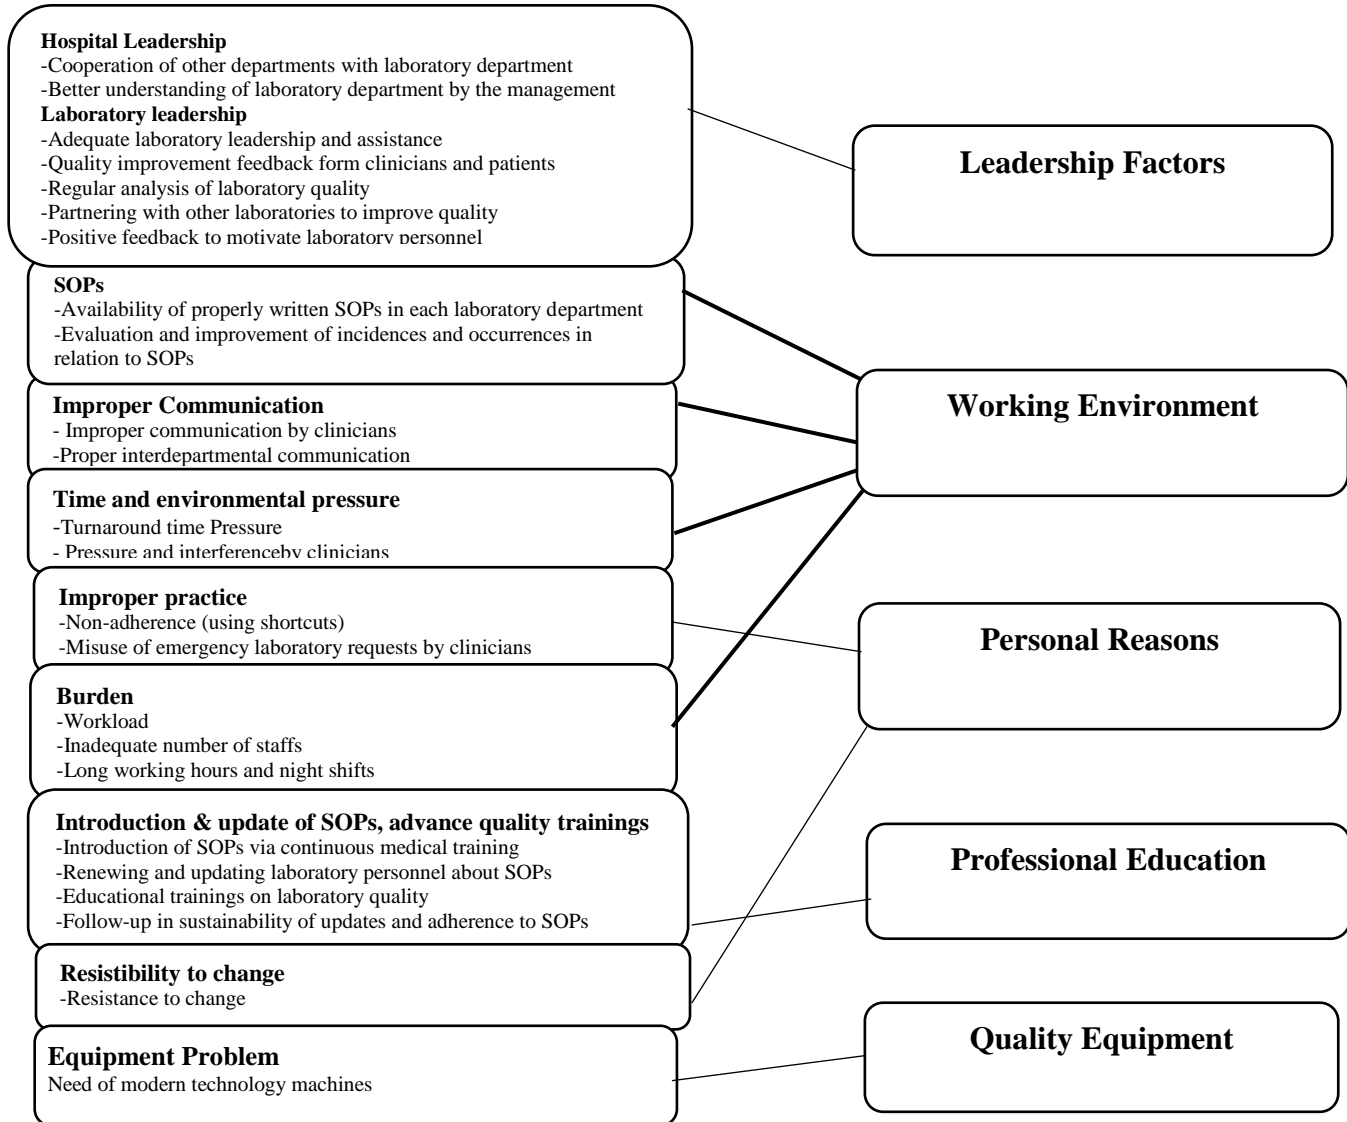 Hospital Leadership
-Cooperation of other departments with laboratory department
-Better understanding of laboratory department by the management
Laboratory leadership
-Adequate laboratory leadership and assistance
-Quality improvement feedback form clinicians and patients
-Regular analysis of laboratory quality
-Partnering with other laboratories to improve quality
-Positive feedback to motivate laboratory personnel
Leadership Factors
SOPs
-Availability of properly written SOPs in each laboratory department
-Evaluation and improvement of incidences and occurrences in
relation to SOPs
Improper Communication
- Improper communication by clinicians
-Proper interdepartmental communication
Working Environment
Time and environmental pressure
-Turnaround time Pressure
- Pressure and interferenceby clinicians
Improper practice
-Non-adherence (using shortcuts)
-Misuse of emergency laboratory requests by clinicians
Personal Reasons
Burden
-Workload
-Inadequate number of staffs
-Long working hours and night shifts
Introduction & update of SOPs, advance quality trainings
-Introduction of SOPs via continuous medical training
-Renewing and updating laboratory personnel about SOPs
-Educational trainings on laboratory quality
-Follow-up in sustainability of updates and adherence to SOPs
Professional Education
Resistibility to change
-Resistance to change
Equipment Problem
Need of modern technology machines
Quality Equipment